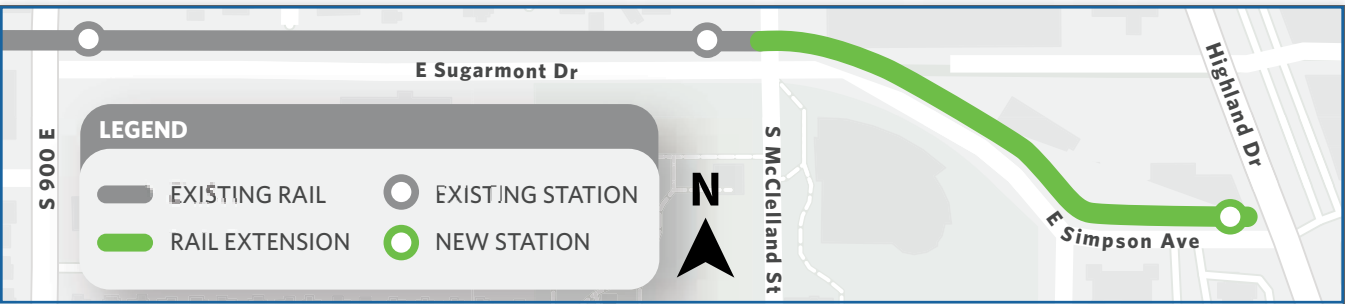 E Sugarmont Dr
Highland Dr
S 900 E
S McClelland St
E Simpson Ave
LEGEND
EXISTING RAIL
EXISTING STATION
RAIL EXTENSION
NEW STATION
N